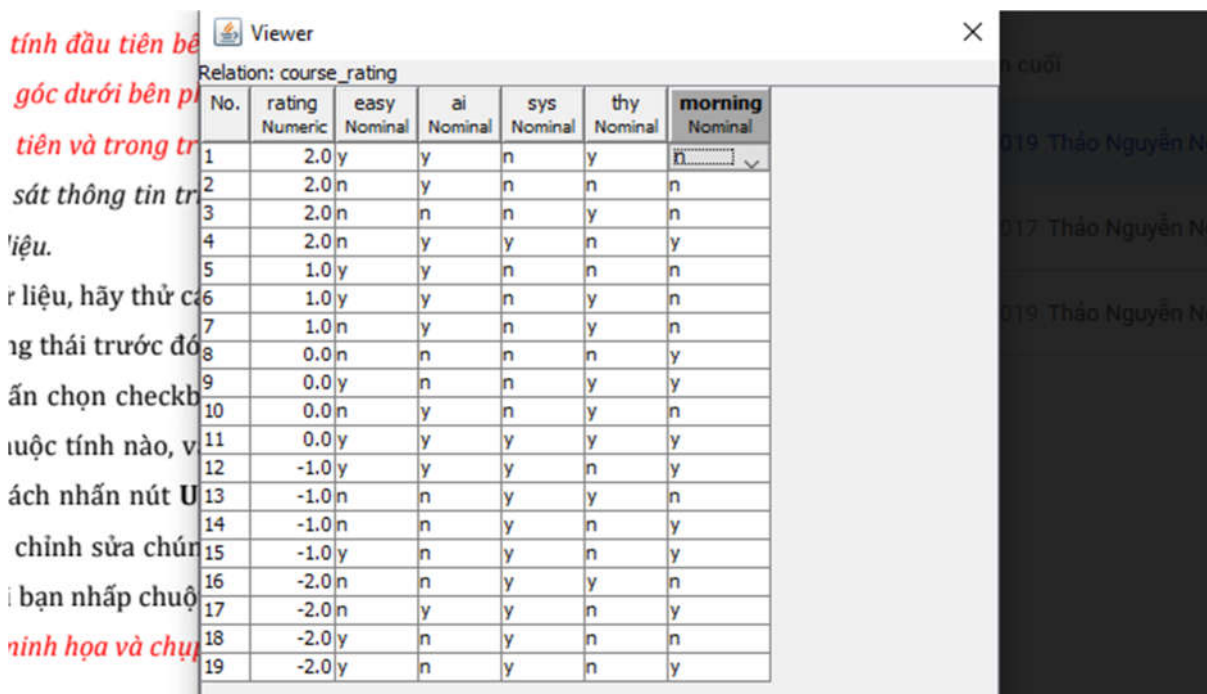 tính đầu tiên bê
góc dưới bên ph
tiên và trong tr
sát thông tin tr
liệu.
liệu, hãy thử cá
ng thái trước đó
ấn chọn checkb
uộc tính nào, v
ách nhấn nút U
chỉnh sửa chún
bạn nhấp chuộ
minh họa và chụp
Viewer
Relation: course_rating
No. rating easy ai sys thy morning
Numeric Nominal Nominal Nominal Nominal Nominal
1 2.0 y y n y n
2 2.0 n y n n n
3 2.0 n n n y n
4 2.0 n y y n y
5 1.0 y y n n n
6 1.0 y y n y n
7 1.0 n y n y n
8 0.0 n n n n y
9 0.0 y n n y y
10 0.0 n y n y n
11 0.0 y y y y y
12 -1.0 y y y n y
13 -1.0 n n y y n
14 -1.0 n n y n y
15 -1.0 y n y n y
16 -2.0 n n y y n
17 -2.0 n y y n y
18 -2.0 y n y n n
19 -2.0 y n y n y
n cuối
019 Thảo Nguyễn N
017 Thảo Nguyễn N
019 Thảo Nguyễn N